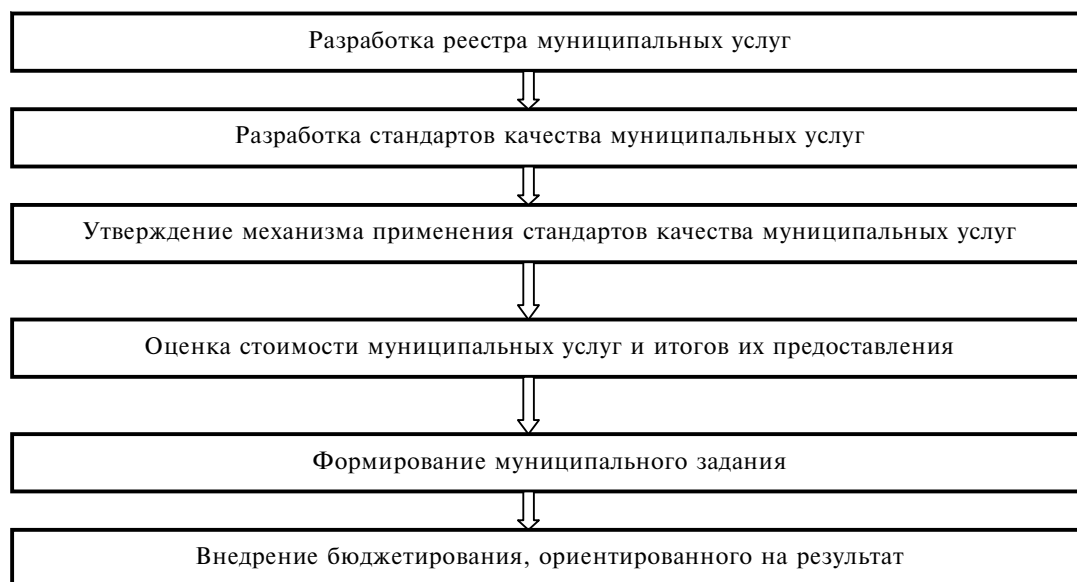 Разработка реестра муниципальных услуг
Разработка стандартов качества муниципальных услуг
Утверждение механизма применения стандартов качества муниципальных услуг
Оценка стоимости муниципальных услуг и итогов их предоставления
Формирование муниципального задания
Внедрение бюджетирования, ориентированного на результат